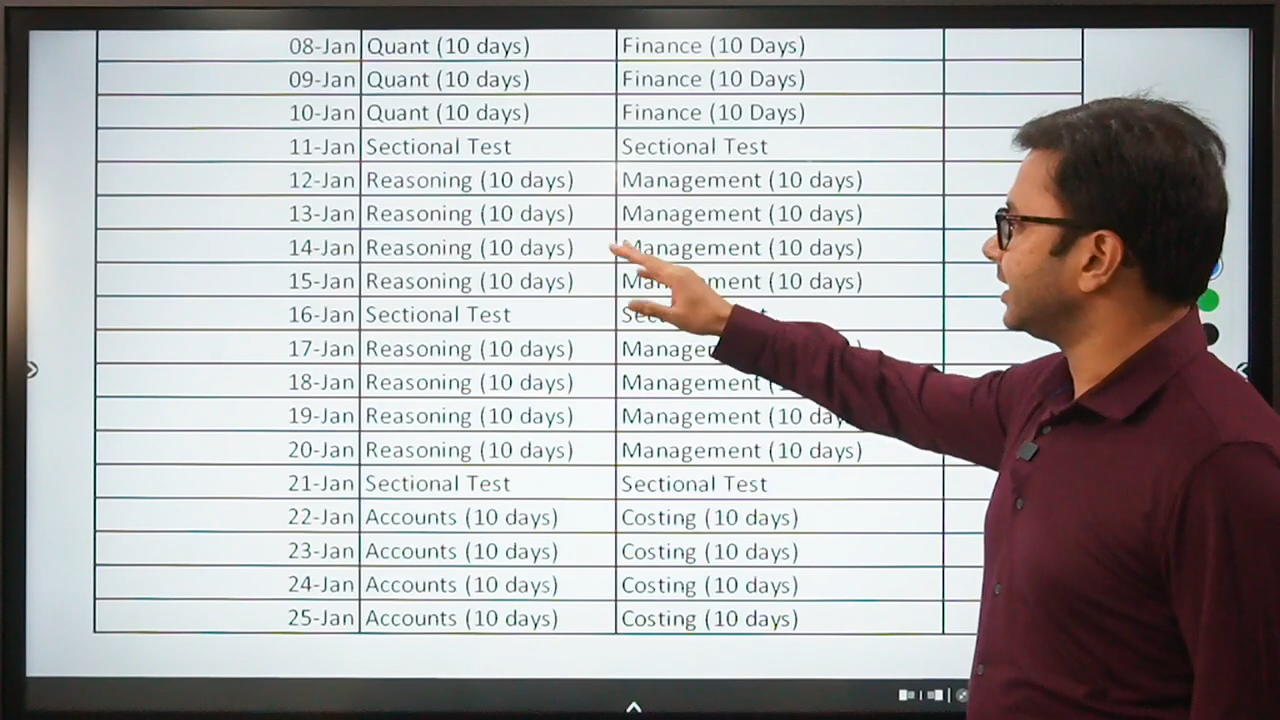 08-Jan Quant (10 days) Finance (10 Days)
09-Jan Quant (10 days) Finance (10 Days)
10-Jan Quant (10 days) Finance (10 Days)
11-Jan Sectional Test Sectional Test
12-Jan Reasoning (10 days) Management (10 days)
13-Jan Reasoning (10 days) Management (10 days)
14-Jan Reasoning (10 days) Management (10 days)
15-Jan Reasoning (10 days) Management (10 days)
16-Jan Sectional Test
17-Jan Reasoning (10 days)
18-Jan Reasoning (10 days) Management
19-Jan Reasoning (10 days) Management (10 days)
20-Jan Reasoning (10 days) Management (10 days)
21-Jan Sectional Test Sectional Test
22-Jan Accounts (10 days) Costing (10 days)
23-Jan Accounts (10 days) Costing (10 days)
24-Jan Accounts (10 days) Costing (10 days)
25-Jan Accounts (10 days) Costing (10 days)